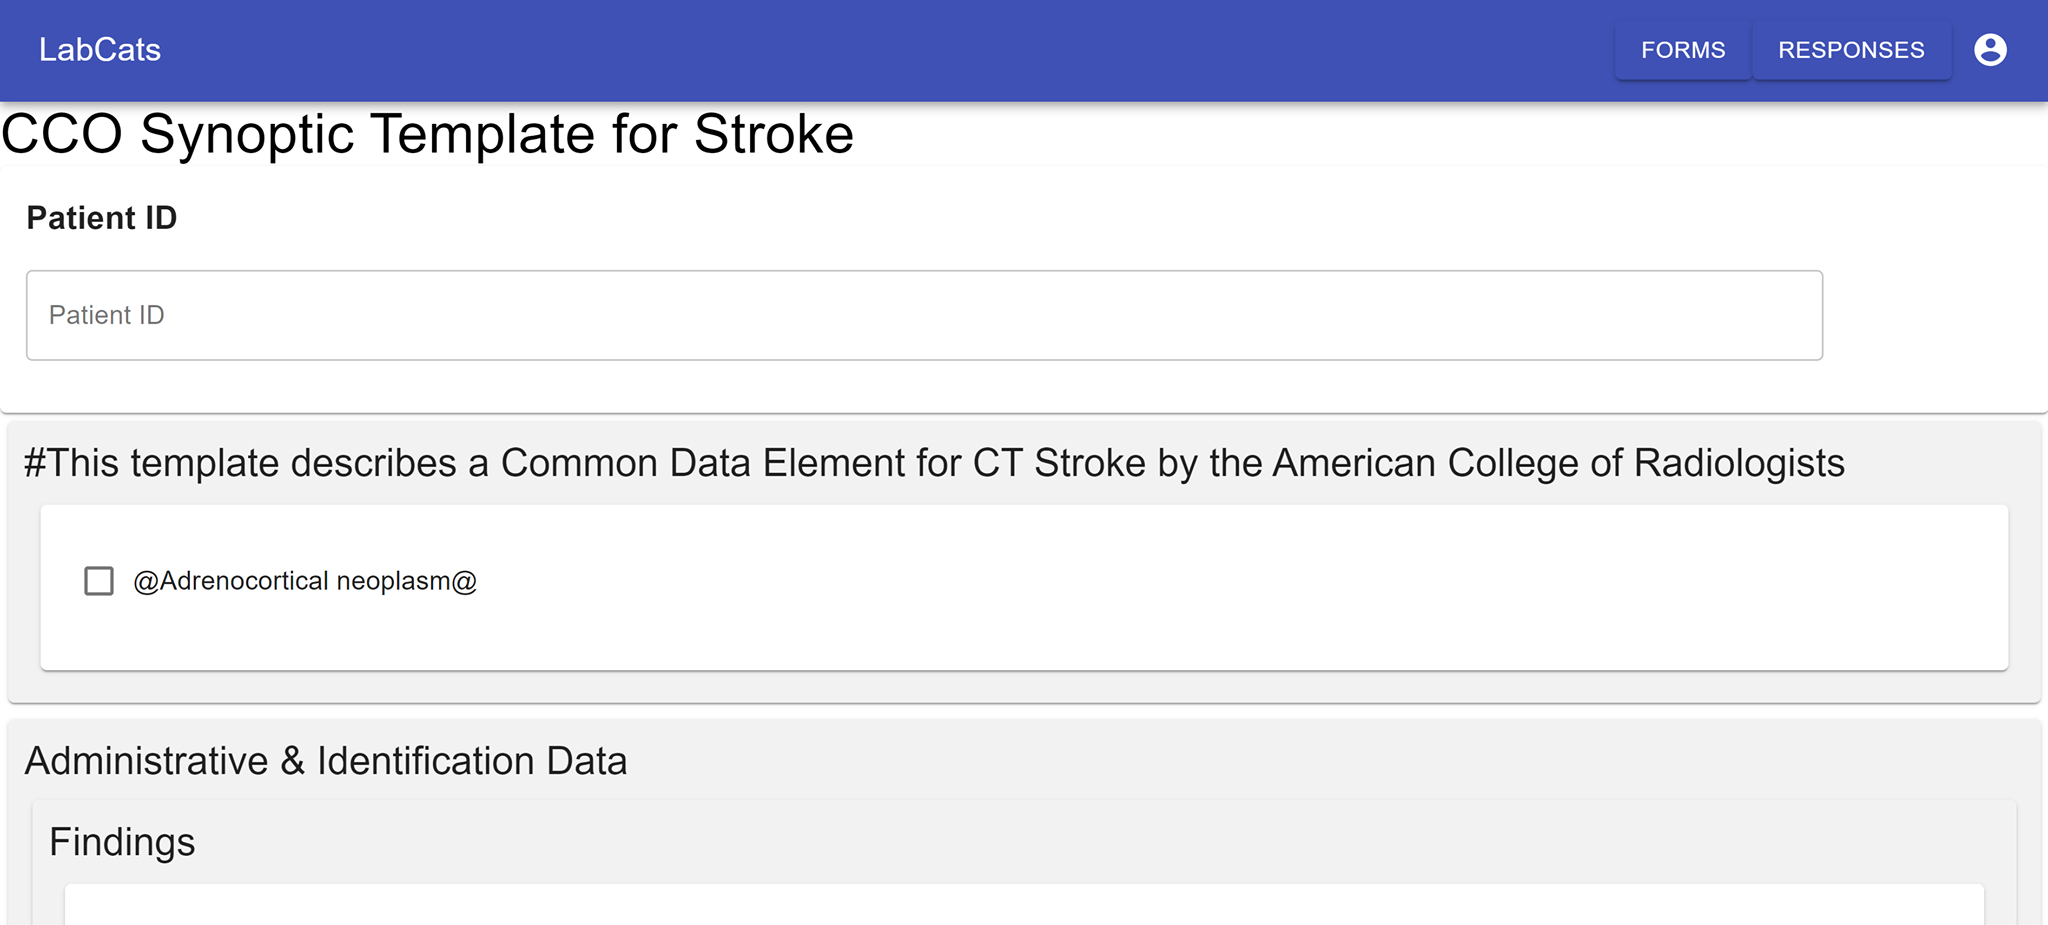 LabCats
FORMS
RESPONSES
CCO Synoptic Template for Stroke
Patient ID
Patient ID
#This template describes a Common Data Element for CT Stroke by the American College of Radiologists
@Adrenocortical neoplasm@
Administrative & Identification Data
Findings